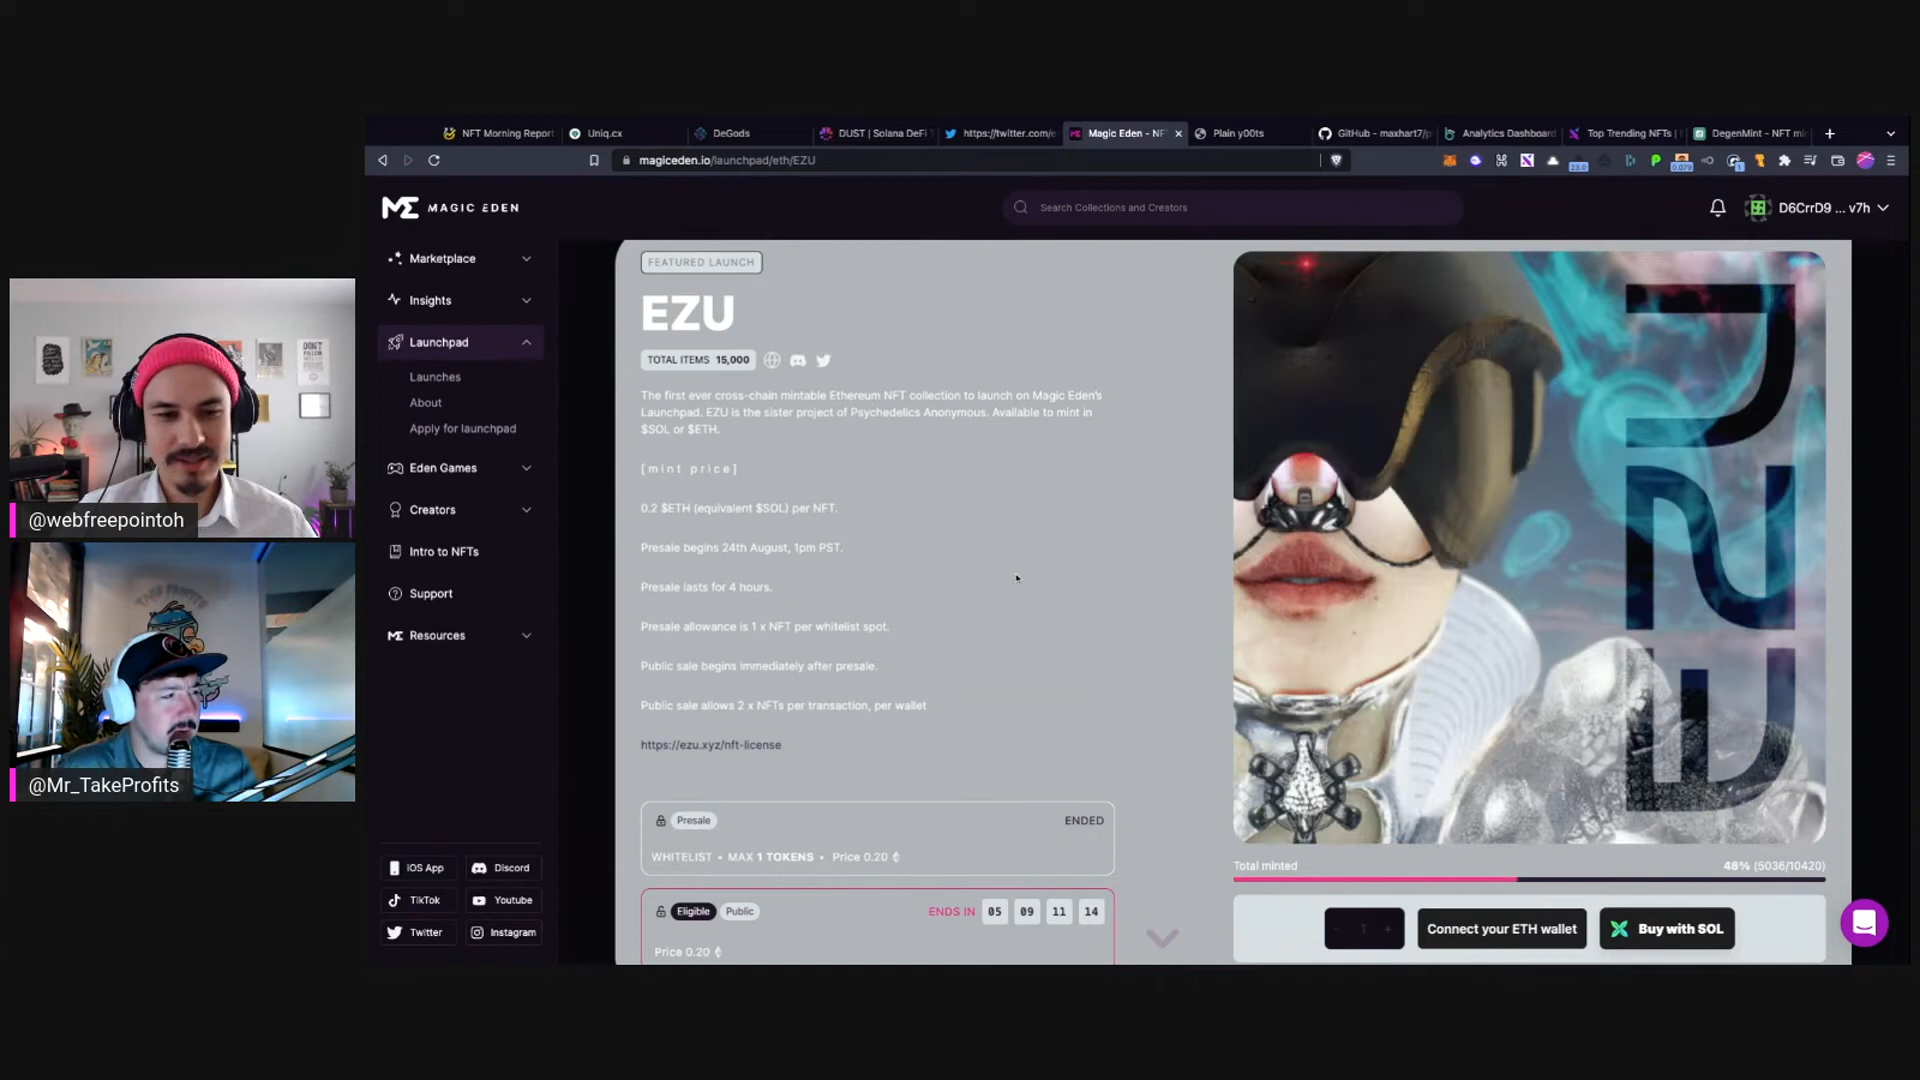 NFT Morning Report
Uniq.cx
DeGods
DUST | Solana DeFi T
https://twitter.com/e
Magic Eden - NF
Plain y00ts
GitHub - maxhart7/p
Analytics Dashboard
Top Trending NFTs |
DegenMint - NFT mi
magiceden.io/launchpad/eth/EZU
MAGIC EDEN
Search Collections and Creators
D6CrrD9 ... v7h
Marketplace
Insights
Launchpad
Launches
About
Apply for launchpad
Eden Games
Creators
Intro to NFTs
Support
Resources
iOS App
Discord
TikTok
Youtube
Twitter
Instagram
@webfreepointoh
@Mr_TakeProfits
TAKE PROFITS
FEATURED LAUNCH
EZU
TOTAL ITEMS 15,000
The first ever cross-chain mintable Ethereum NFT collection to launch on Magic Eden's
Launchpad. EZU is the sister project of Psychedelics Anonymous. Available to mint in
$SOL or $ETH.
[ m i n t  p r i c e ]
0.2 $ETH (equivalent $SOL) per NFT.
Presale begins 24th August, 1pm PST.
Presale lasts for 4 hours.
Presale allowance is 1 x NFT per whitelist spot.
Public sale begins immediately after presale.
Public sale allows 2 x NFTs per transaction, per wallet
https://ezu.xyz/nft-license
Presale
ENDED
WHITELIST • MAX 1 TOKENS • Price 0.20
Eligible
Public
ENDS IN 05 09 11 14
Price 0.20
EZU
Total minted
48% (5036/10420)
- 1 +
Connect your ETH wallet
Buy with SOL